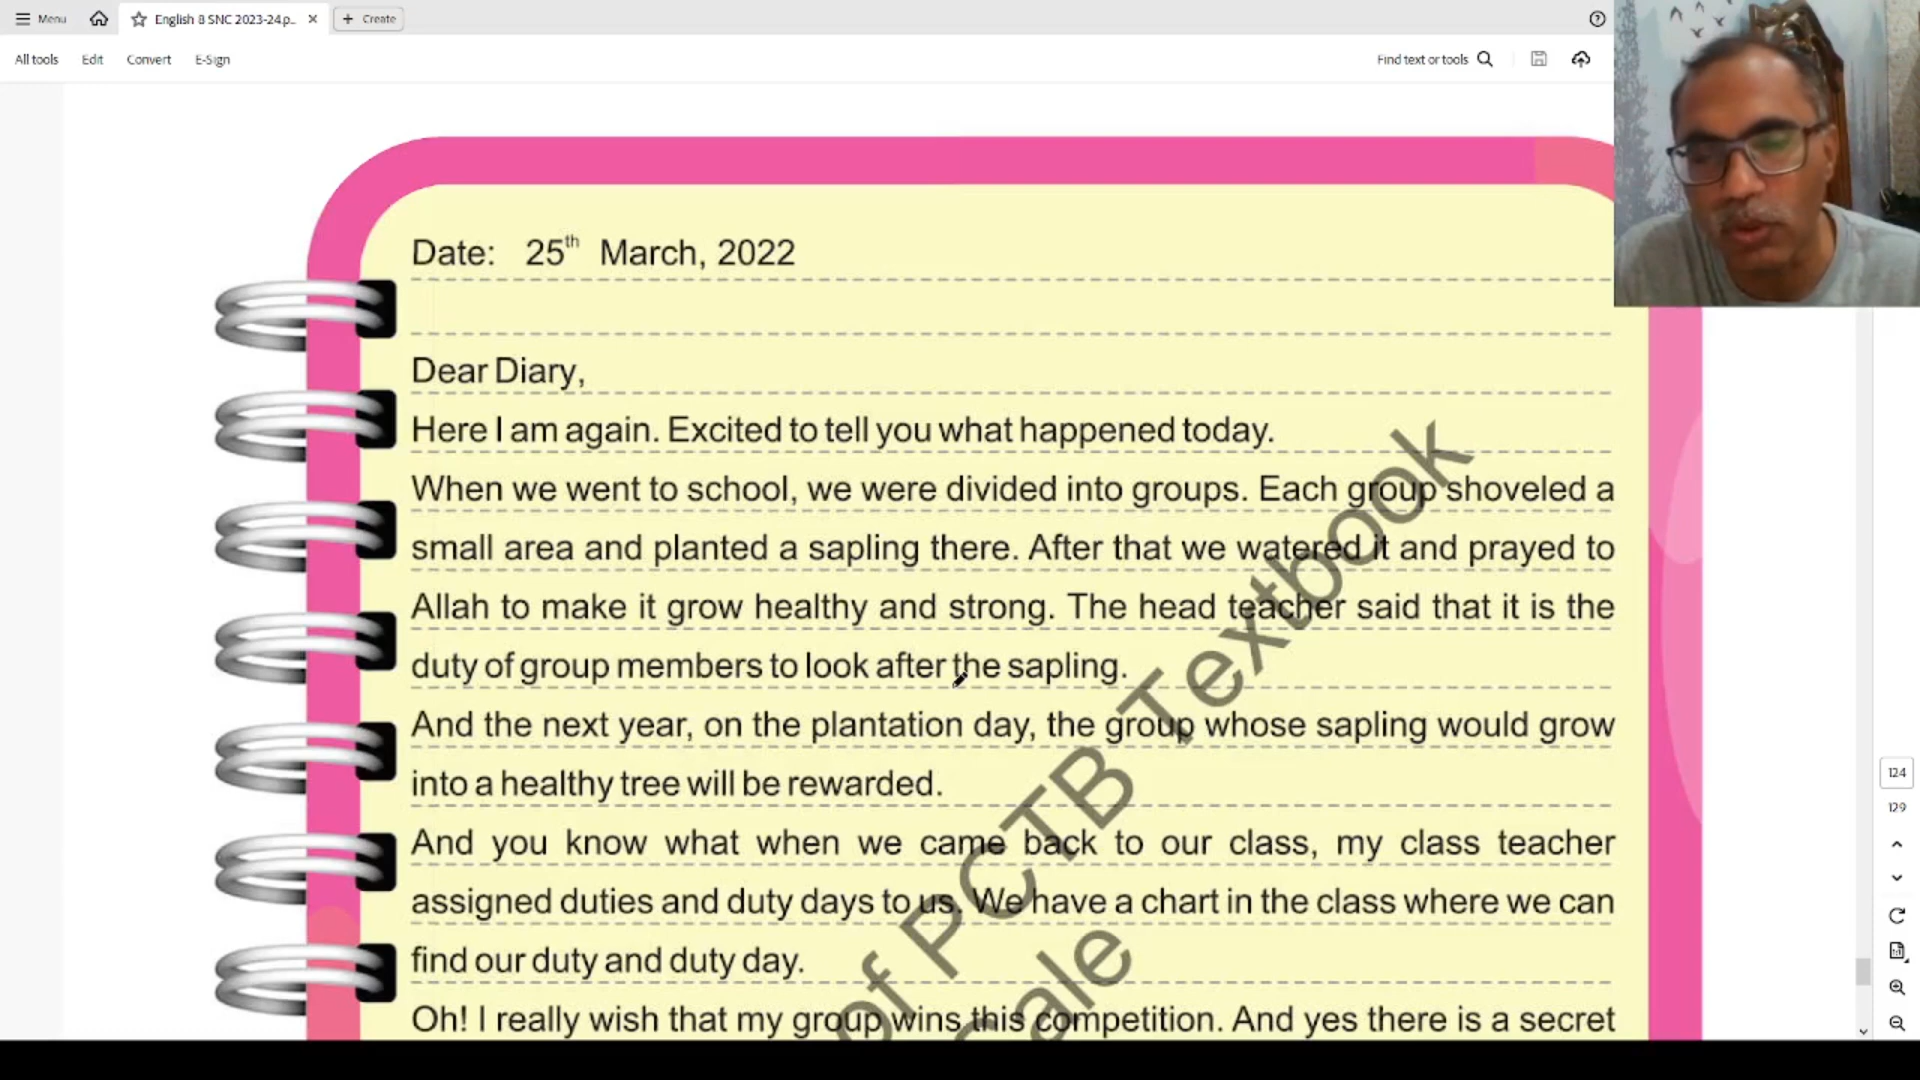 Menu
English 8 SNC 2023-24.p...
Create
All tools
Edit
Convert
E-Sign
Find text or tools
Date: 25th March, 2022
Dear Diary,
Here I am again. Excited to tell you what happened today.
When we went to school, we were divided into groups. Each group shoveled a
small area and planted a sapling there. After that we watered it and prayed to
Allah to make it grow healthy and strong. The head teacher said that it is the
duty of group members to look after the sapling.
And the next year, on the plantation day, the group whose sapling would grow
into a healthy tree will be rewarded.
And you know what when we came back to our class, my class teacher
assigned duties and duty days to us. We have a chart in the class where we can
find our duty and duty day.
Oh! I really wish that my group wins this competition. And yes there is a secret
of PCTB Textbook
Sale
124
129